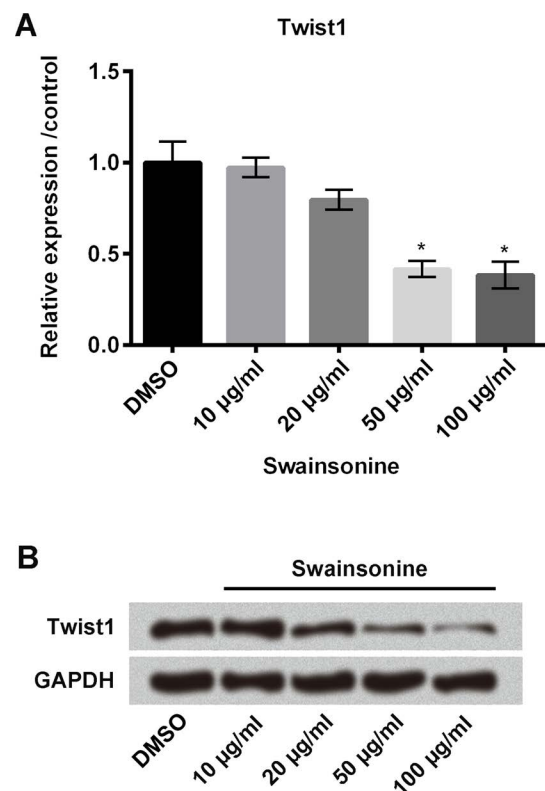 A
Twist1
Relative expression /control
1.5
1.0
0.5
0.0
*
*
DMSO
10 µg/ml
20 µg/ml
50 µg/ml
100 µg/ml
Swainsonine
B
Swainsonine
Twist1
GAPDH
DMSO
10 µg/ml
20 µg/ml
50 µg/ml
100 µg/ml